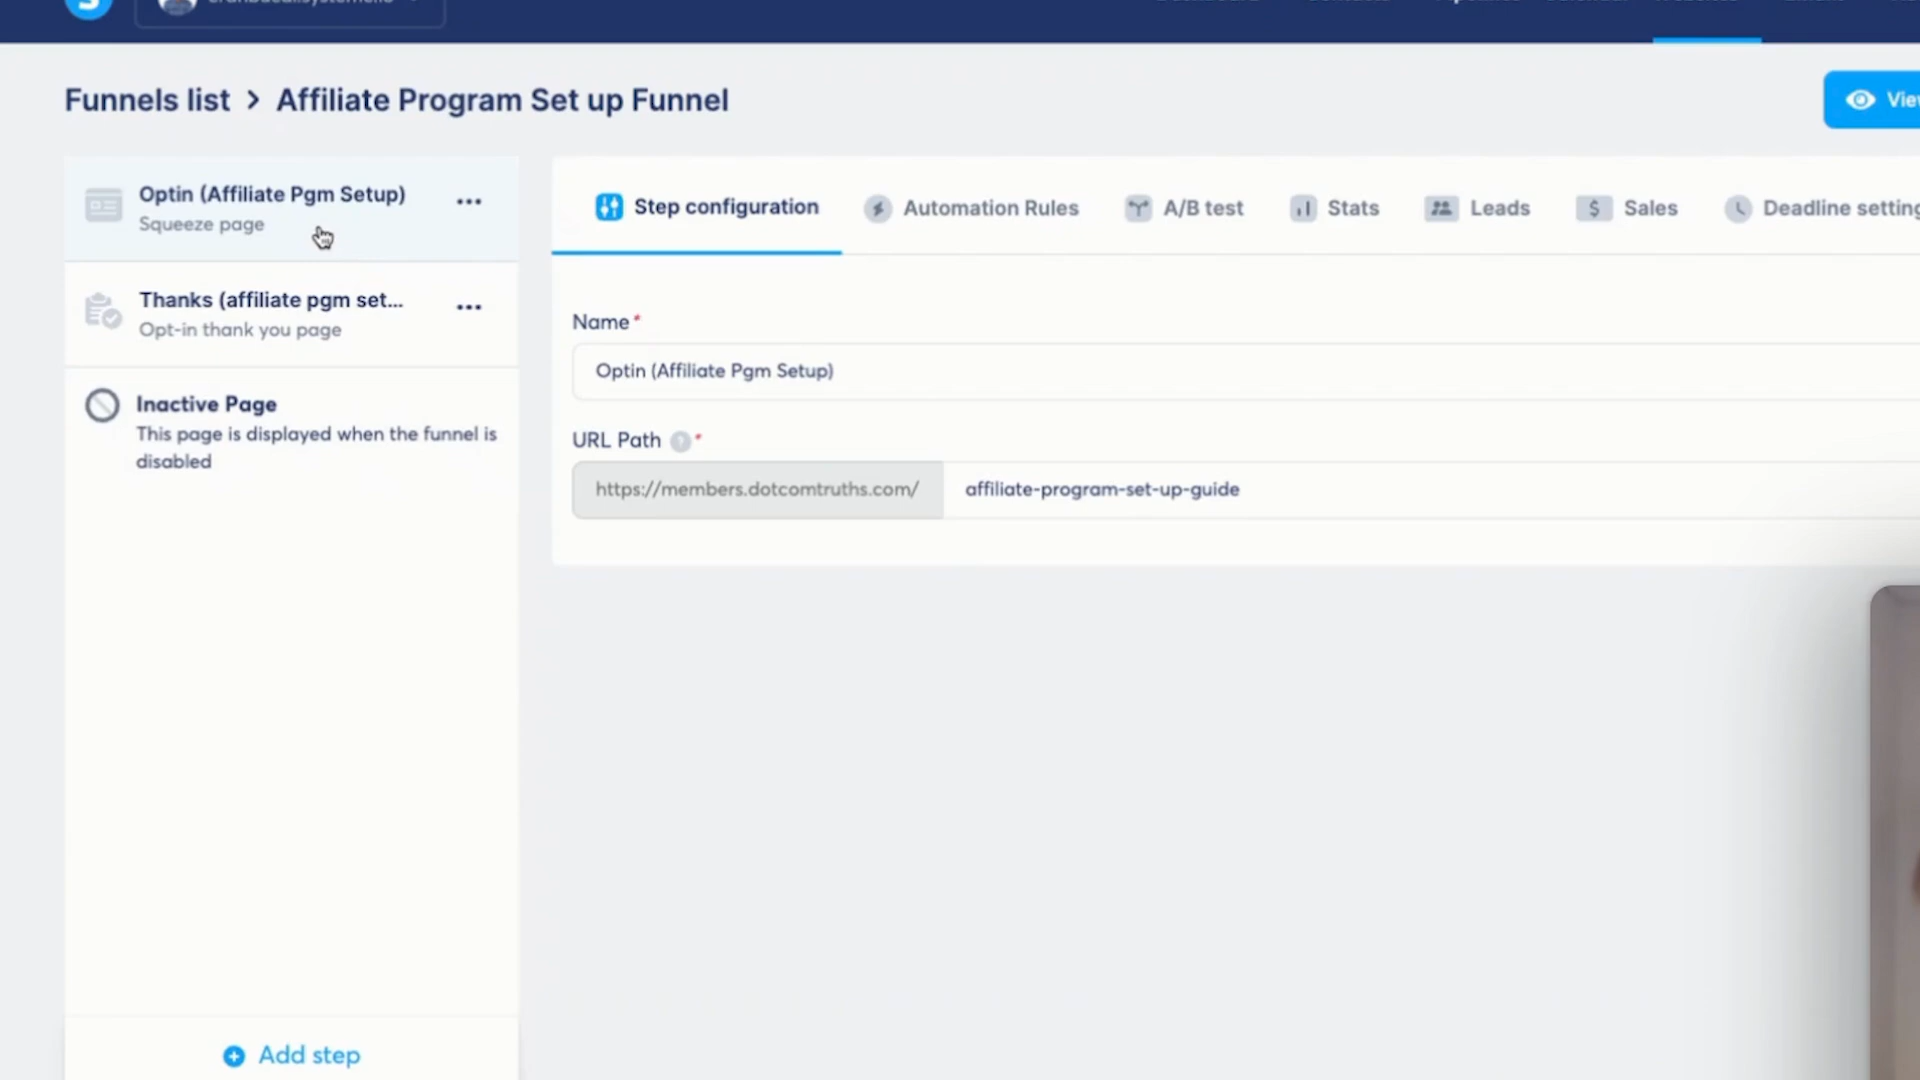 Funnels list > Affiliate Program Set up Funnel
View
Optin (Affiliate Pgm Setup)
Squeeze page
Thanks (affiliate pgm set...
Opt-in thank you page
Inactive Page
This page is displayed when the funnel is
disabled
Add step
Step configuration
Automation Rules
A/B test
Stats
Leads
$ Sales
Deadline setting
Name*
Optin (Affiliate Pgm Setup)
URL Path ? *
https://members.dotcomtruths.com/ affiliate-program-set-up-guide